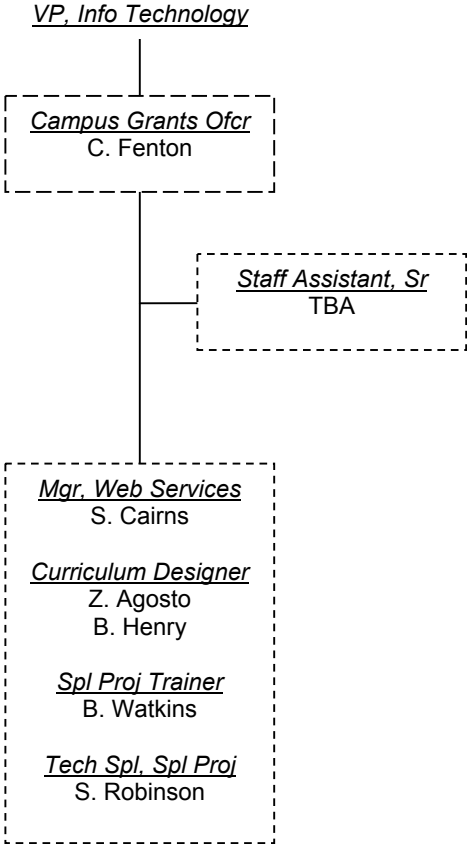 VP, Info Technology
Campus Grants Ofcr
C. Fenton
Staff Assistant, Sr
TBA
Mgr, Web Services
S. Cairns
Curriculum Designer
Z. Agosto
B. Henry
Spl Proj Trainer
B. Watkins
Tech Spl, Spl Proj
S. Robinson